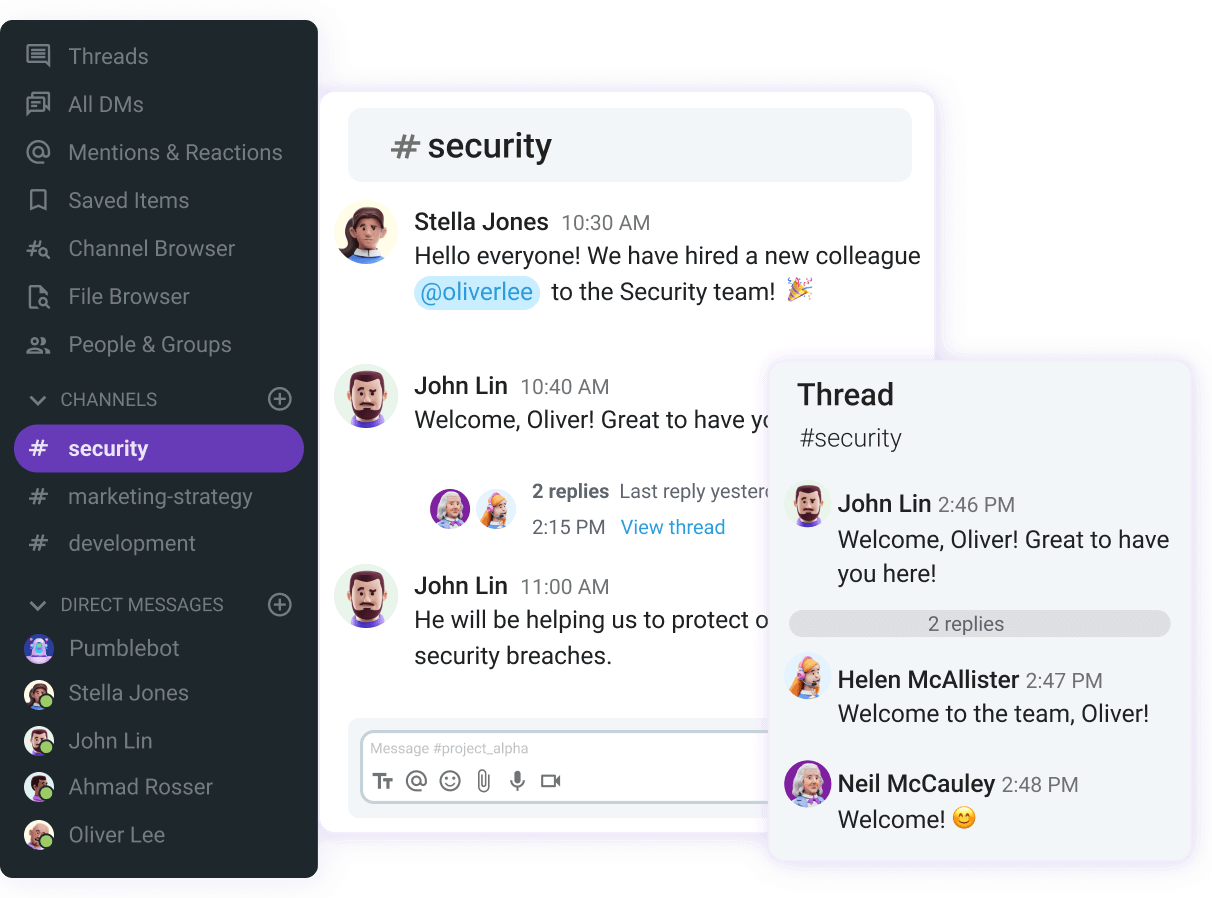 Threads
All DMs
Mentions & Reactions
Saved Items
Channel Browser
File Browser
People & Groups
CHANNELS
# security
# marketing-strategy
# development
DIRECT MESSAGES
Pumblebot
Stella Jones
John Lin
Ahmad Rosser
Oliver Lee
# security
Stella Jones 10:30 AM
Hello everyone! We have hired a new colleague
@oliverlee to the Security team! 🎉
John Lin 10:40 AM
Welcome, Oliver! Great to have yo
2 replies Last reply yester
2:15 PM View thread
John Lin 11:00 AM
He will be helping us to protect o
security breaches.
Message #project_alpha
Thread
#security
John Lin 2:46 PM
Welcome, Oliver! Great to have
you here!
2 replies
Helen McAllister 2:47 PM
Welcome to the team, Oliver!
Neil McCauley 2:48 PM
Welcome! 😊